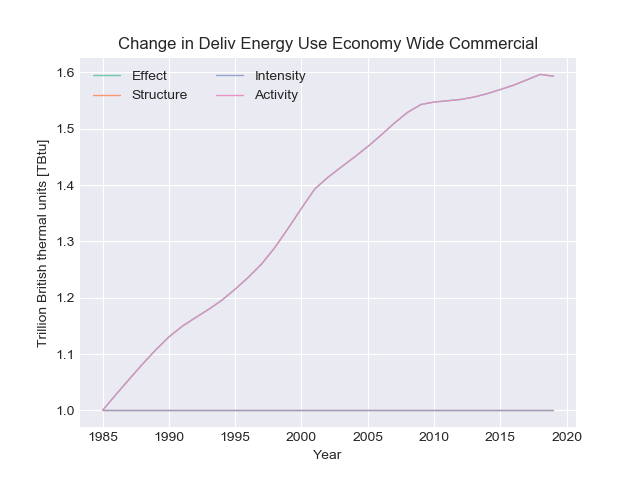 Change in Deliv Energy Use Economy Wide Commercial
Effect
Structure
Intensity
Activity
Trillion British thermal units [TBtu]
1.6
1.5
1.4
1.3
1.2
1.1
1.0
1985 1990 1995 2000 2005 2010 2015 2020
Year